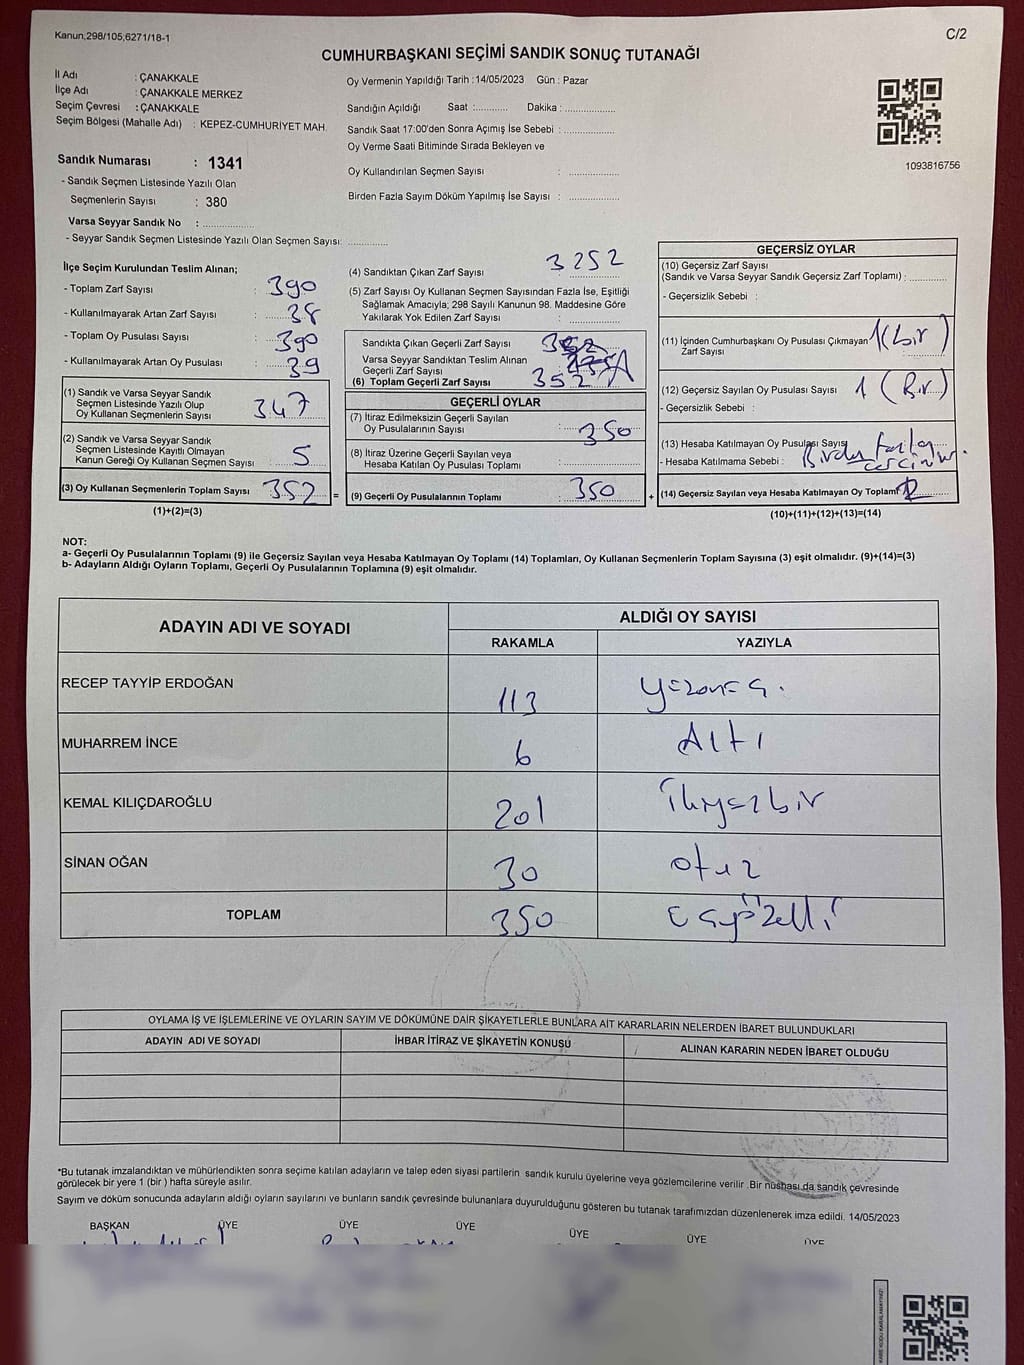 Kanun,298/105,6271/18-1
C/2
CUMHURBAŞKANI SEÇİMİ SANDIK SONUÇ TUTANAĞI
İl Adı : ÇANAKKALE
İlçe Adı : ÇANAKKALE MERKEZ
Seçim Çevresi : ÇANAKKALE
Seçim Bölgesi (Mahalle Adı) : KEPEZ-CUMHURİYET MAH.
Sandık Numarası : 1341
- Sandık Seçmen Listesinde Yazılı Olan
Seçmenlerin Sayısı : 380
Varsa Seyyar Sandık No : ..................
- Seyyar Sandık Seçmen Listesinde Yazılı Olan Seçmen Sayısı: .............
Oy Vermenin Yapıldığı Tarih : 14/05/2023 Gün : Pazar
Sandığın Açıldığı Saat :........... Dakika : ..................
Sandık Saat 17:00'den Sonra Açımış İse Sebebi : ..................
Oy Verme Saati Bitiminde Sırada Bekleyen ve
Oy Kullandırılan Seçmen Sayısı : ..................
Birden Fazla Sayım Döküm Yapılmış İse Sayısı : ..................
1093816756
İlçe Seçim Kurulundan Teslim Alınan;
- Toplam Zarf Sayısı : 390
- Kullanılmayarak Artan Zarf Sayısı : 38
- Toplam Oy Pusulası Sayısı : 390
- Kullanılmayarak Artan Oy Pusulası : 39
(1) Sandık ve Varsa Seyyar Sandık
Seçmen Listesinde Yazılı Olup
Oy Kullanan Seçmenlerin Sayısı : 347
(2) Sandık ve Varsa Seyyar Sandık
Seçmen Listesinde Kayıtlı Olmayan
Kanun Gereği Oy Kullanan Seçmen Sayısı : 5
(3) Oy Kullanan Seçmenlerin Toplam Sayısı 352
(1)+(2)=(3)
=
(4) Sandıktan Çıkan Zarf Sayısı : 3252
(5) Zarf Sayısı Oy Kullanan Seçmen Sayısından Fazla İse, Eşitliği
Sağlamak Amacıyla; 298 Sayılı Kanunun 98. Maddesine Göre
Yakılarak Yok Edilen Zarf Sayısı : ..................
Sandıkta Çıkan Geçerli Zarf Sayısı : 352
Varsa Seyyar Sandıktan Teslim Alınan
Geçerli Zarf Sayısı :
(6) Toplam Geçerli Zarf Sayısı : 352
GEÇERLİ OYLAR
(7) İtiraz Edilmeksizin Geçerli Sayılan
Oy Pusulalarının Sayısı : 350
(8) İtiraz Üzerine Geçerli Sayılan veya
Hesaba Katılan Oy Pusulası Toplamı : ..................
(9) Geçerli Oy Pusulalarının Toplamı : 350
+
GEÇERSİZ OYLAR
(10) Geçersiz Zarf Sayısı
(Sandık ve Varsa Seyyar Sandık Geçersiz Zarf Toplamı) : .............
- Geçersizlik Sebebi :
(11) İçinden Cumhurbaşkanı Oy Pusulası Çıkmayan 1(bir)
Zarf Sayısı
(12) Geçersiz Sayılan Oy Pusulası Sayısı 1 (Bir)
- Geçersizlik Sebebi :
(13) Hesaba Katılmayan Oy Pusulası Sayısı
- Hesaba Katılmama Sebebi : Birden fazla
(14) Geçersiz Sayılan veya Hesaba Katılmayan Oy Toplamı 2
(10)+(11)+(12)+(13)=(14)
NOT:
a- Geçerli Oy Pusulalarının Toplamı (9) ile Geçersiz Sayılan veya Hesaba Katılmayan Oy Toplamı (14) Toplamları, Oy Kullanan Seçmenlerin Toplam Sayısına (3) eşit olmalıdır. (9)+(14)=(3)
b- Adayların Aldığı Oyların Toplamı, Geçerli Oy Pusulalarının Toplamına (9) eşit olmalıdır.
ADAYIN ADI VE SOYADI
ALDIĞI OY SAYISI
RAKAMLA YAZIYLA
RECEP TAYYİP ERDOĞAN 113
MUHARREM İNCE 6 Altı
KEMAL KILIÇDAROĞLU 201 İkiyüzbir
SİNAN OĞAN 30 otuz
TOPLAM 350 üçyüzelli
OYLAMA İŞ VE İŞLEMLERİNE VE OYLARIN SAYIM VE DÖKÜMÜNE DAİR ŞİKAYETLERLE BUNLARA AİT KARARLARIN NELERDEN İBARET BULUNDUKLARI
ADAYIN ADI VE SOYADI İHBAR İTİRAZ VE ŞİKAYETİN KONUSU ALINAN KARARIN NEDEN İBARET OLDUĞU
*Bu tutanak imzalandıktan ve mühürlendikten sonra seçime katılan adayların ve talep eden siyasi partilerin sandık kurulu üyelerine veya gözlemcilerine verilir .Bir nüshası da sandık çevresinde
görülecek bir yere 1 (bir ) hafta süreyle asılır.
Sayım ve döküm sonucunda adayların aldığı oyların sayılarını ve bunların sandık çevresinde bulunanlara duyurulduğunu gösteren bu tutanak tarafımızdan düzenlenerek imza edildi. 14/05/2023
BAŞKAN ÜYE ÜYE ÜYE ÜYE ÜYE ÜYE